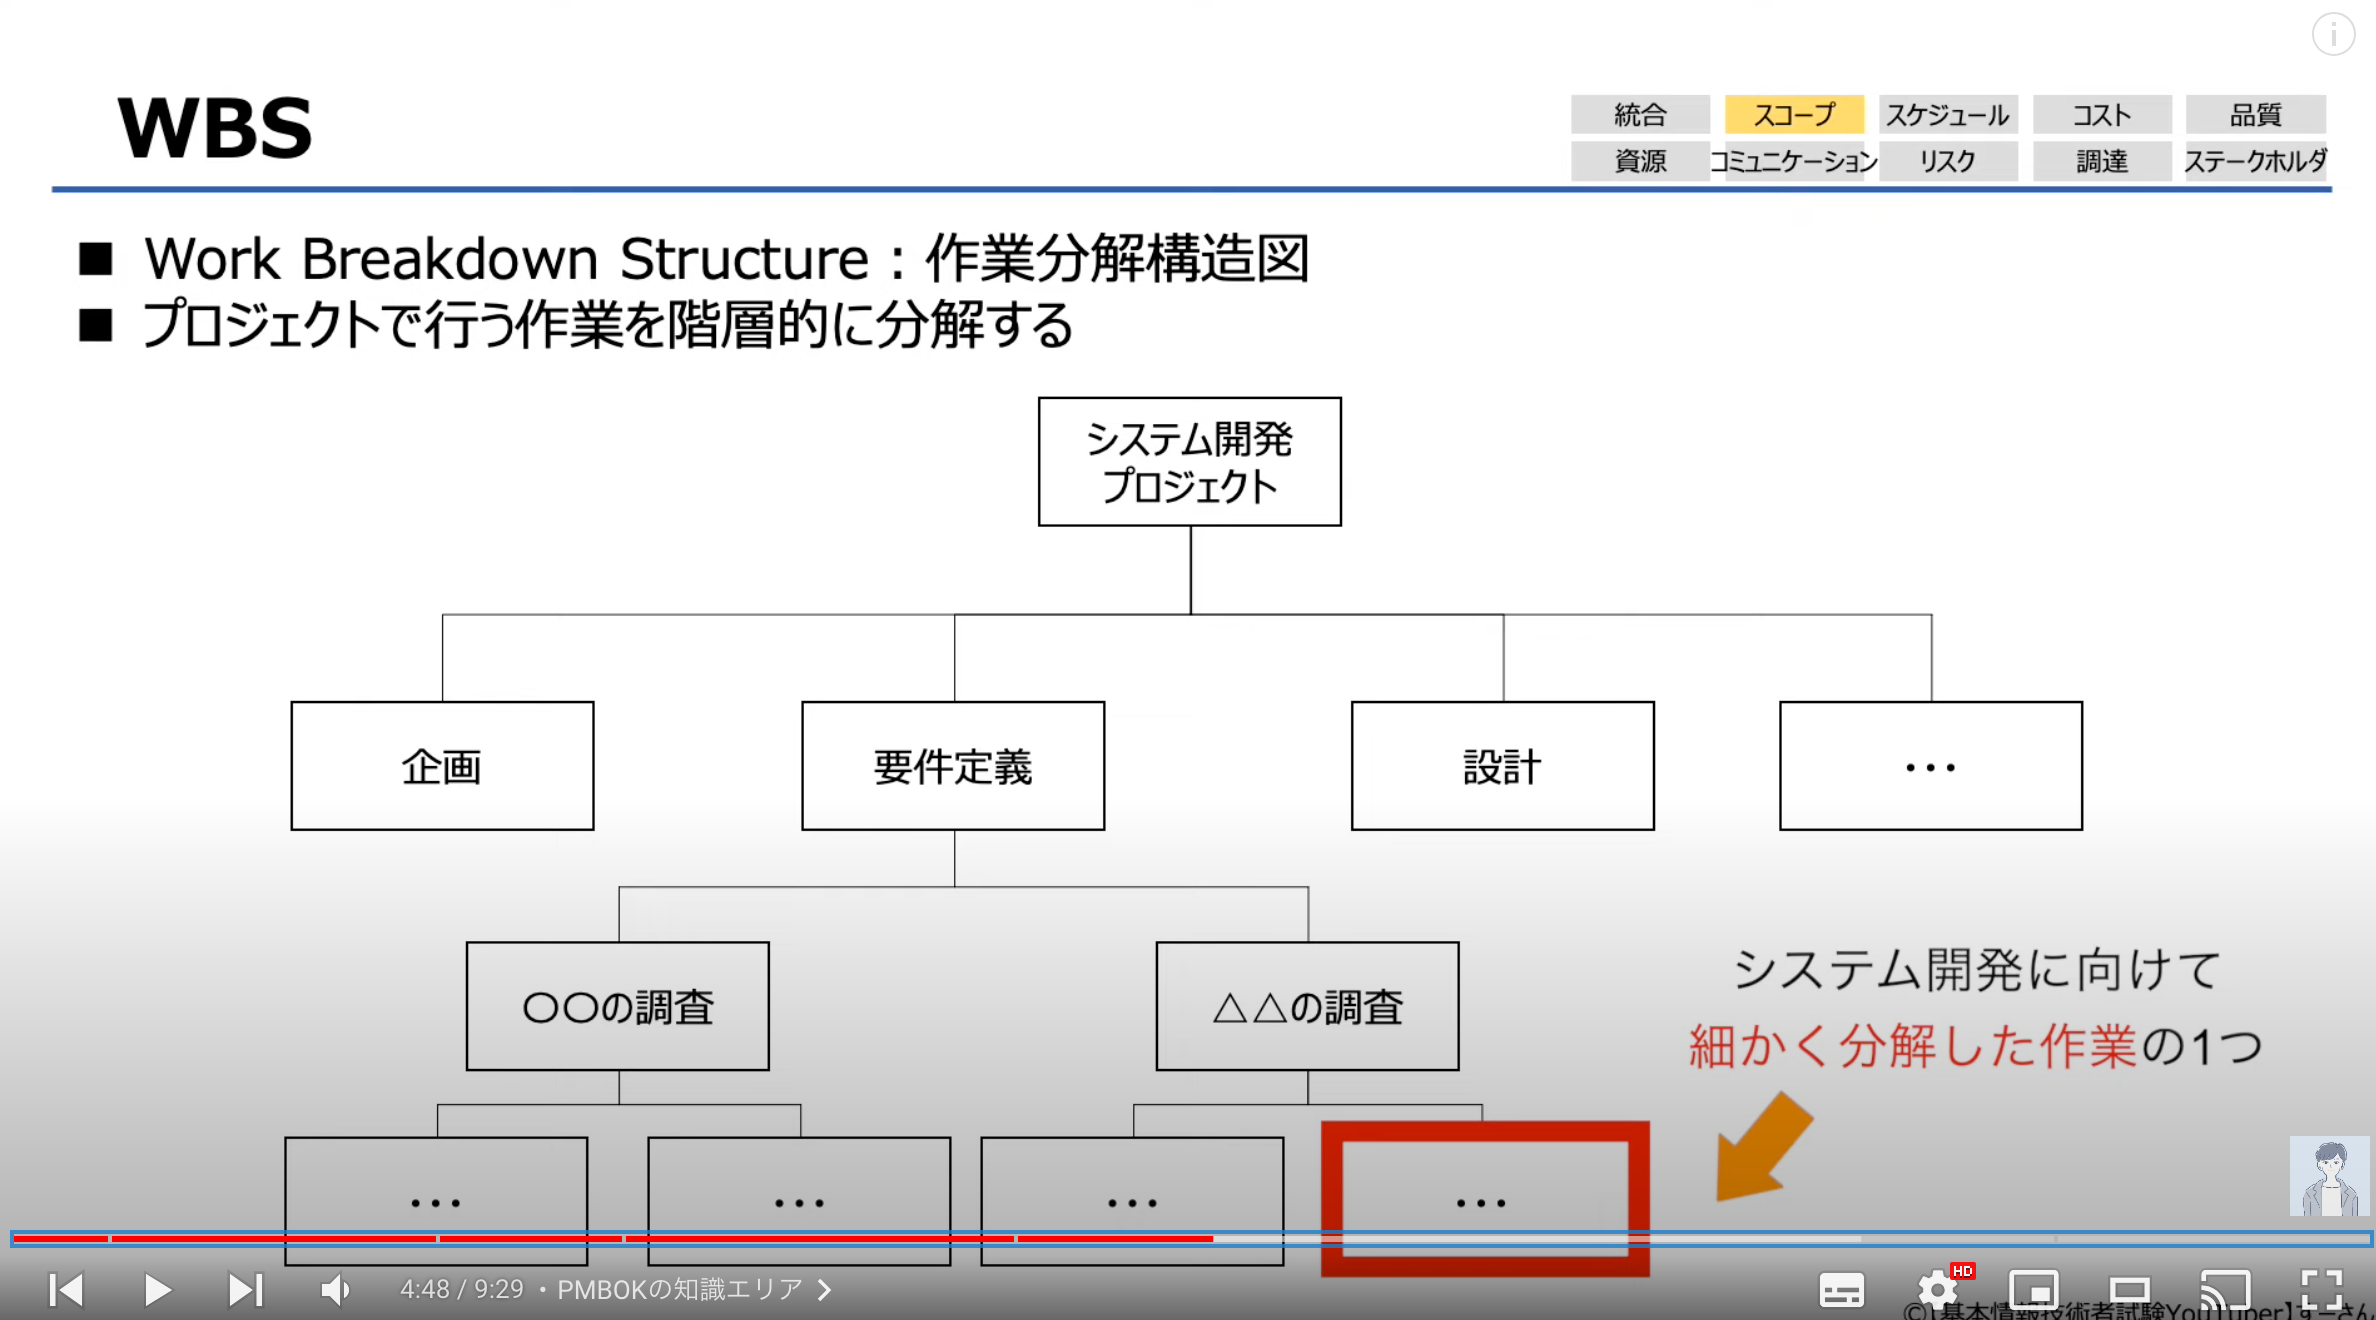 WBS
統合 スコープ スケジュール コスト 品質
資源 コミュニケーション リスク 調達 ステークホルダ
■ Work Breakdown Structure：作業分解構造図
■ プロジェクトで行う作業を階層的に分解する
システム開発
プロジェクト
企画 要件定義 設計 …
〇〇の調査 △△の調査
システム開発に向けて
細かく分解した作業の1つ
… … … …
4:48 / 9:29 • PMBOKの知識エリア
HD
©【基本情報技術者試験YouTuber】すーさん